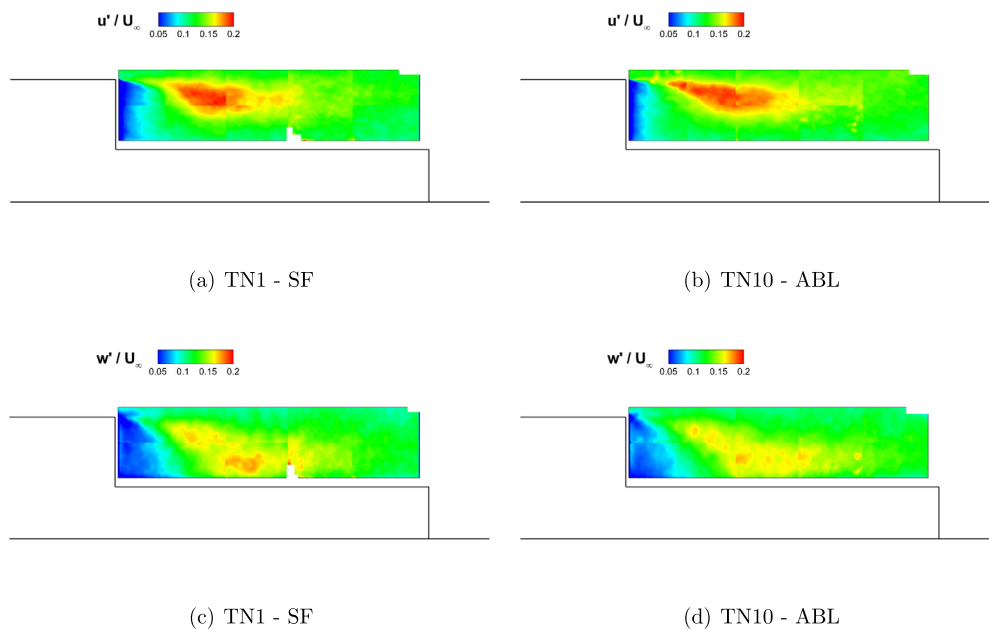 u' / U∞
0.05 0.1 0.15 0.2
u' / U∞
0.05 0.1 0.15 0.2
(a) TN1 - SF
(b) TN10 - ABL
w' / U∞
0.05 0.1 0.15 0.2
w' / U∞
0.05 0.1 0.15 0.2
(c) TN1 - SF
(d) TN10 - ABL